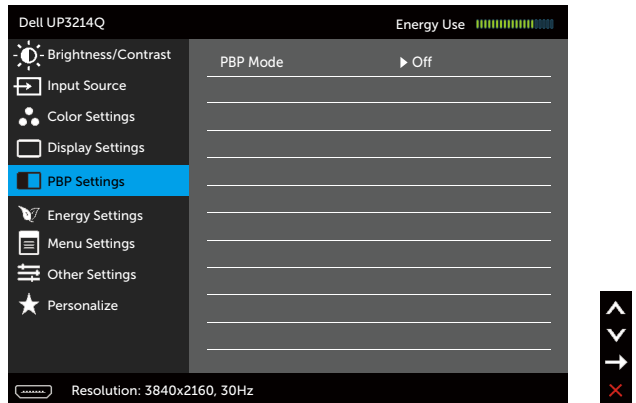 Dell UP3214Q
Energy Use
Brightness/Contrast
PBP Mode
Off
Input Source
Color Settings
Display Settings
PBP Settings
Energy Settings
Menu Settings
Other Settings
Personalize
Resolution: 3840x2160, 30Hz